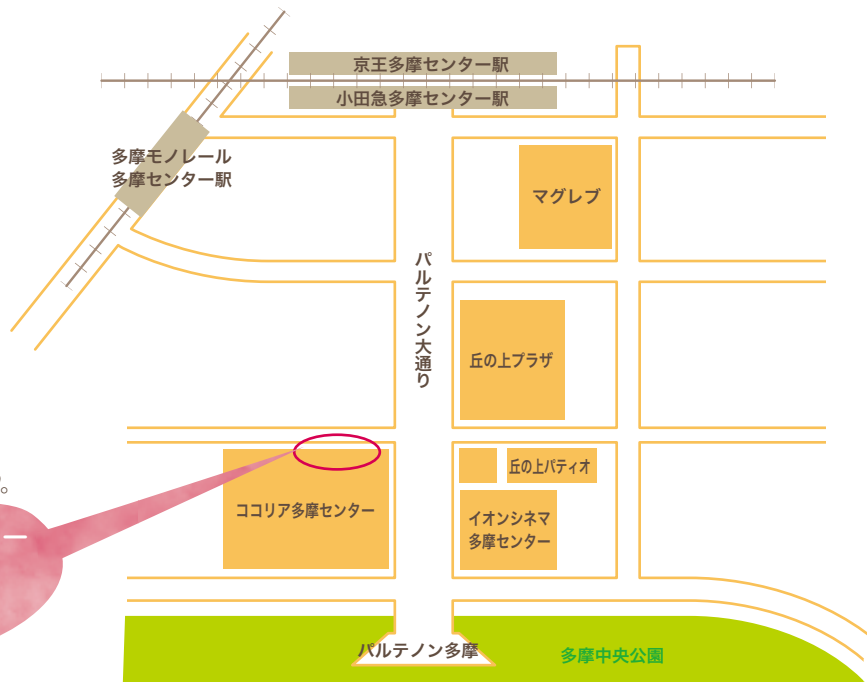 京王多摩センター駅
小田急多摩センター駅
多摩モノレール
多摩センター駅
マグレブ
パルテノン大通り
丘の上プラザ
丘の上パティオ
ココリア多摩センター
イオンシネマ
多摩センター
。
ー
パルテノン多摩
多摩中央公園